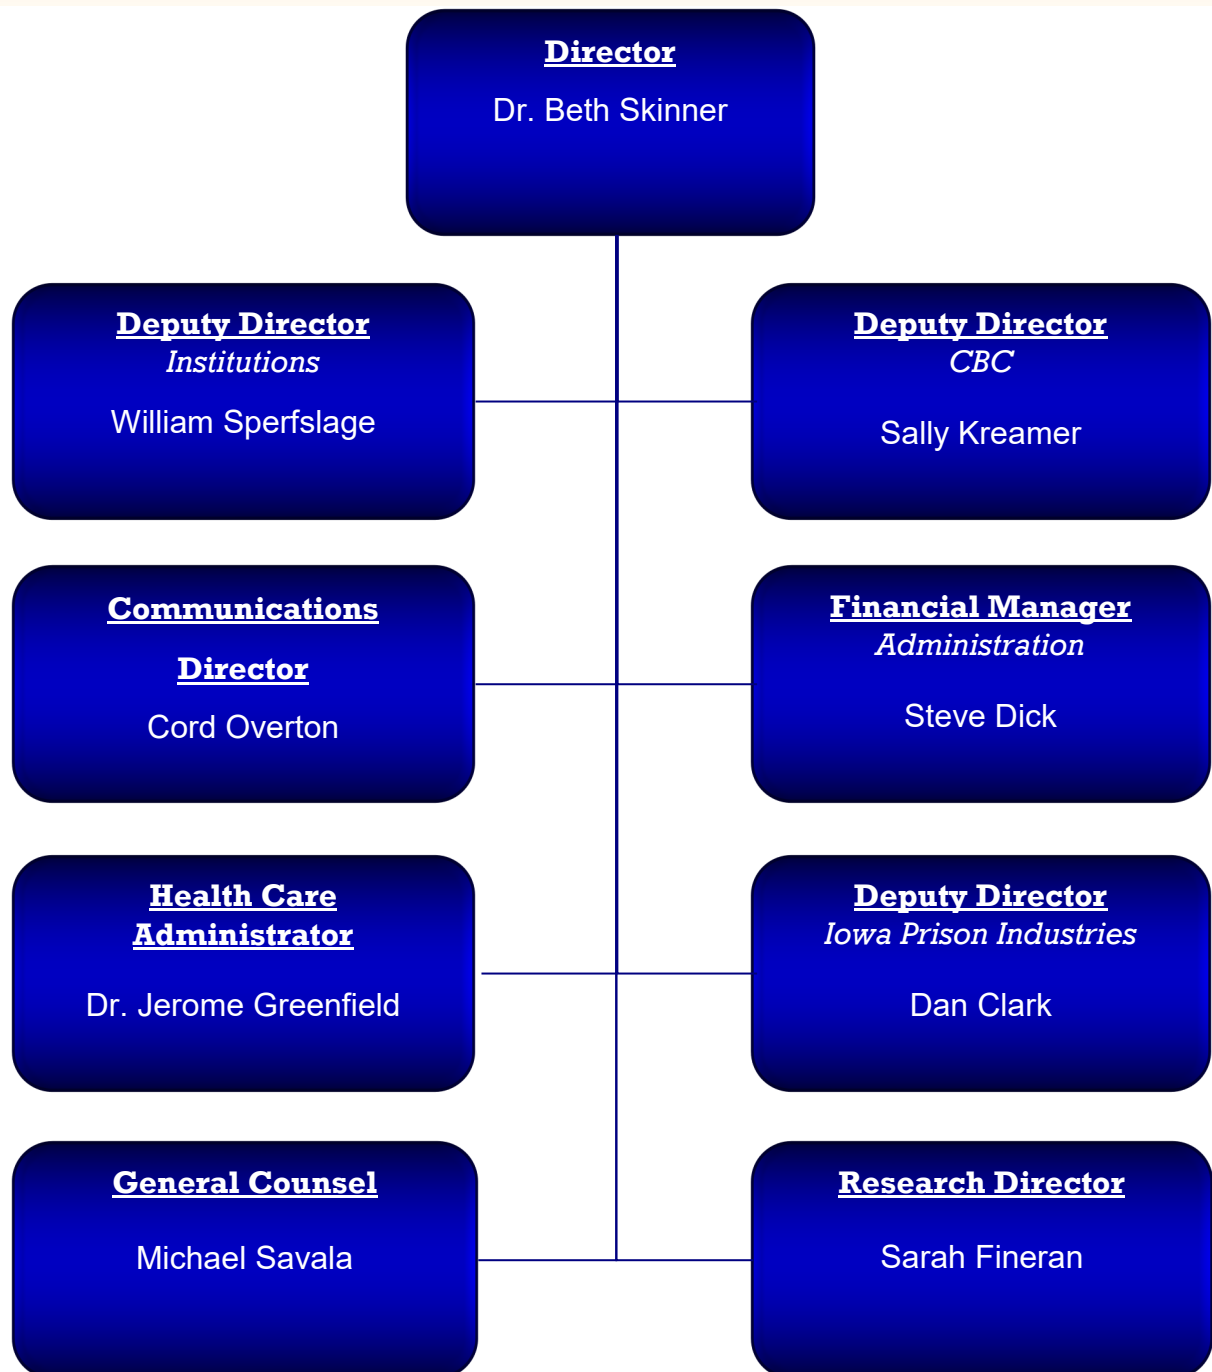 Director
Dr. Beth Skinner
Deputy Director
Institutions
William Sperfslage
Deputy Director
CBC
Sally Kreamer
Communications
Director
Cord Overton
Financial Manager
Administration
Steve Dick
Health Care
Administrator
Dr. Jerome Greenfield
Deputy Director
Iowa Prison Industries
Dan Clark
General Counsel
Michael Savala
Research Director
Sarah Fineran